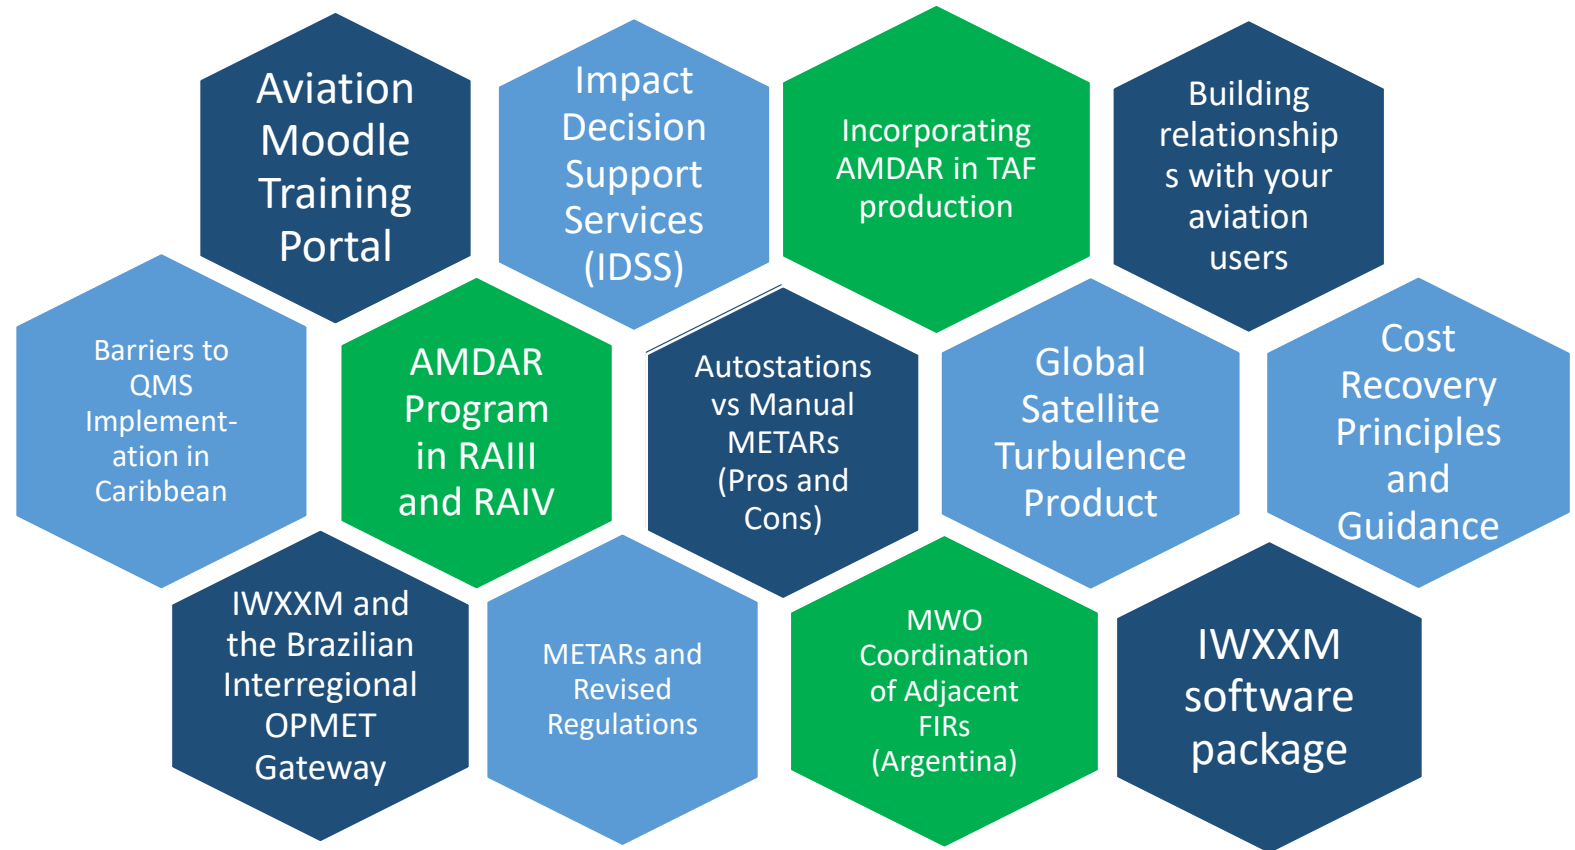 Aviation
Moodle
Training
Portal
Impact
Decision
Support
Services
(IDSS)
Incorporating
AMDAR in TAF
production
Building
relationship
s with your
aviation
users
Barriers to
QMS
Implement-
ation in
Caribbean
AMDAR
Program
in RAIII
and RAIV
Autostations
vs Manual
METARs
(Pros and
Cons)
Global
Satellite
Turbulence
Product
Cost
Recovery
Principles
and
Guidance
IWXXM and
the Brazilian
Interregional
OPMET
Gateway
METARs and
Revised
Regulations
MWO
Coordination
of Adjacent
FIRs
(Argentina)
IWXXM
software
package